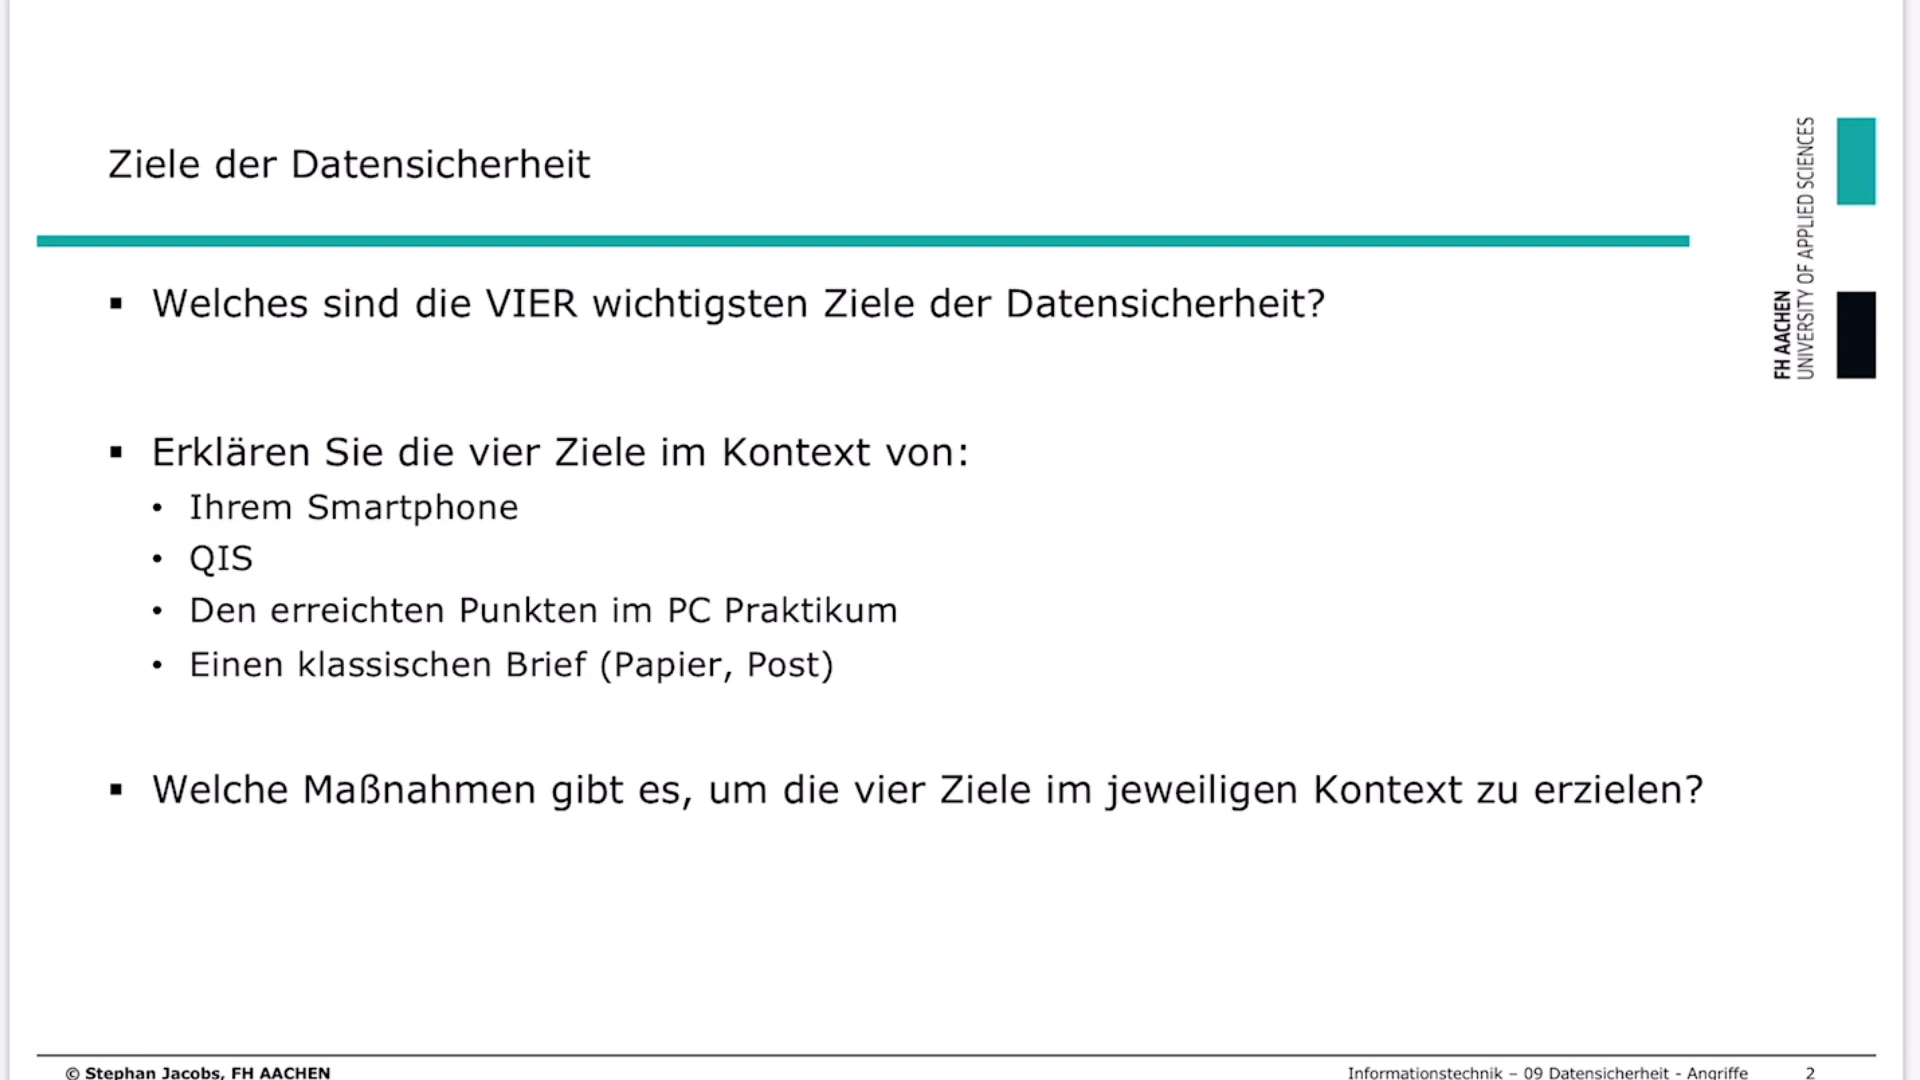 Ziele der Datensicherheit
FH AACHEN
UNIVERSITY OF APPLIED SCIENCES
▪ Welches sind die VIER wichtigsten Ziele der Datensicherheit?
▪ Erklären Sie die vier Ziele im Kontext von:
• Ihrem Smartphone
• QIS
• Den erreichten Punkten im PC Praktikum
• Einen klassischen Brief (Papier, Post)
▪ Welche Maßnahmen gibt es, um die vier Ziele im jeweiligen Kontext zu erzielen?
© Stephan Jacobs, FH AACHEN
Informationstechnik – 09 Datensicherheit - Angriffe 2